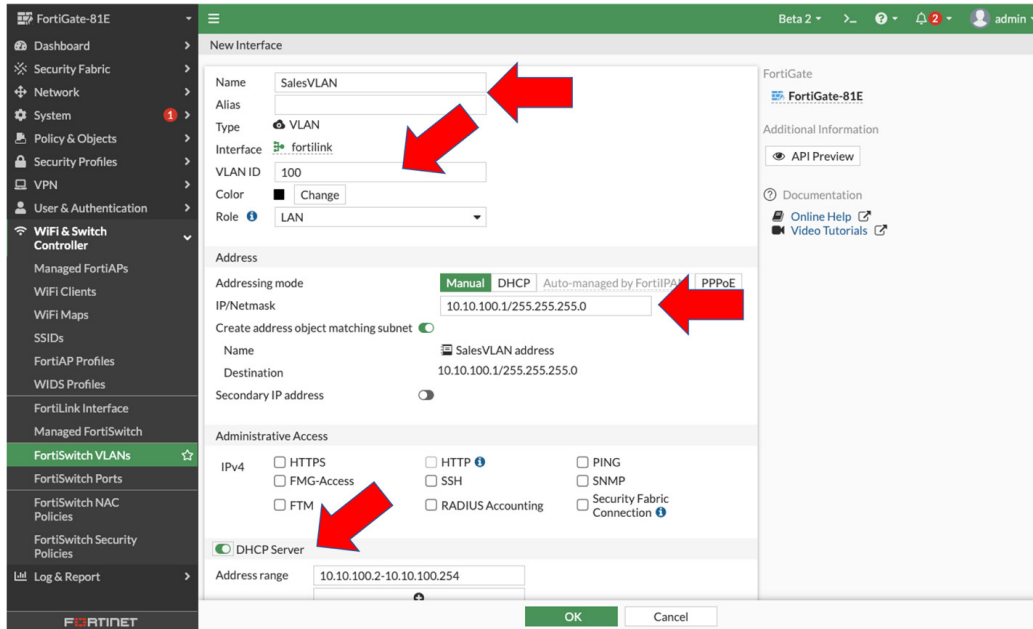 FortiGate-81E
Beta 2
>_
2
admin
Dashboard
Security Fabric
Network
System 1
Policy & Objects
Security Profiles
VPN
User & Authentication
WiFi & Switch
Controller
Managed FortiAPs
WiFi Clients
WiFi Maps
SSIDs
FortiAP Profiles
WIDS Profiles
FortiLink Interface
Managed FortiSwitch
FortiSwitch VLANs
FortiSwitch Ports
FortiSwitch NAC
Policies
FortiSwitch Security
Policies
Log & Report
FORTINET
New Interface
Name SalesVLAN
Alias
Type VLAN
Interface fortilink
VLAN ID 100
Color Change
Role LAN
Address
Addressing mode Manual DHCP Auto-managed by PPPoE
IP/Netmask 10.10.100.1/255.255.255.0
Create address object matching subnet
Name SalesVLAN address
Destination 10.10.100.1/255.255.255.0
Secondary IP address
Administrative Access
IPv4 HTTPS HTTP PING
FMG-Access SSH SNMP
FTM RADIUS Accounting Security Fabric
Connection
DHCP Server
Address range 10.10.100.2-10.10.100.254
OK Cancel
FortiGate
FortiGate-81E
Additional Information
API Preview
Documentation
Online Help
Video Tutorials